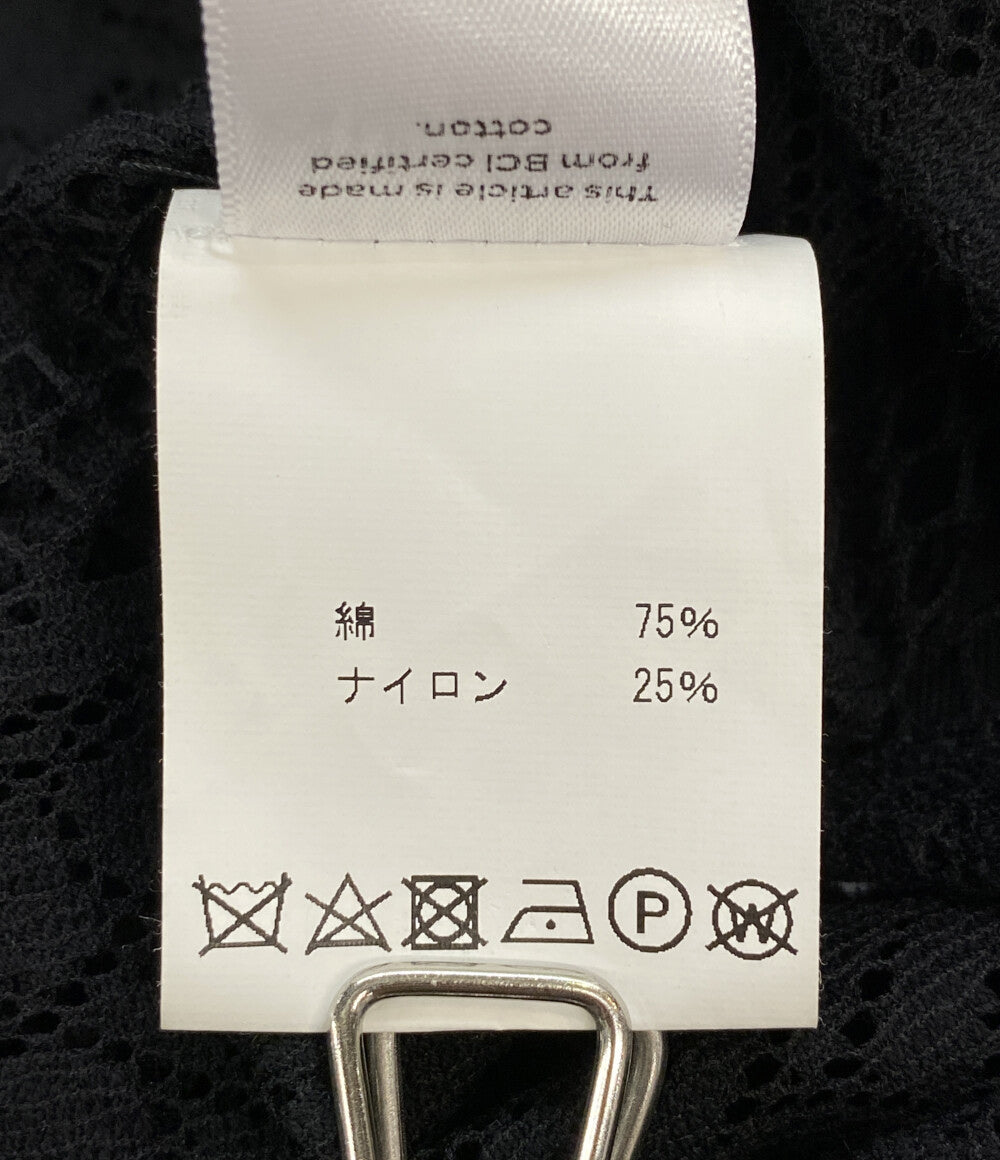 This article is made
from BCI certified
cotton.
綿 75%
ナイロン 25%
P W